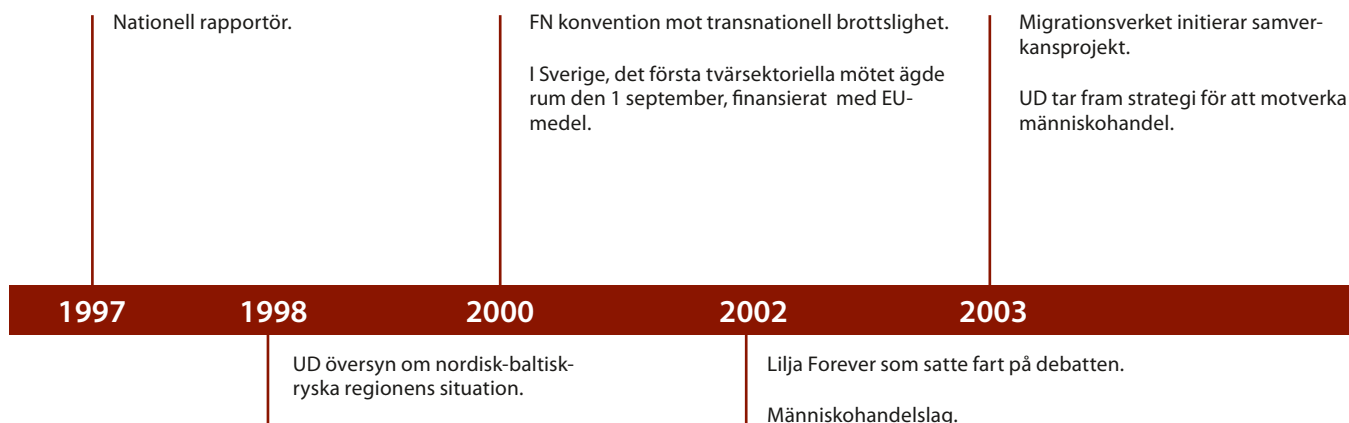 Nationell rapportör.
FN konvention mot transnationell brottslighet.
I Sverige, det första tvärsektoriella mötet ägde
rum den 1 september, finansierat med EU-
medel.
Migrationsverket initierar samver-
kansprojekt.
UD tar fram strategi för att motverka
människohandel.
1997
1998
2000
2002
2003
UD översyn om nordisk-baltisk-
ryska regionens situation.
Lilja Forever som satte fart på debatten.
Människohandelslag.